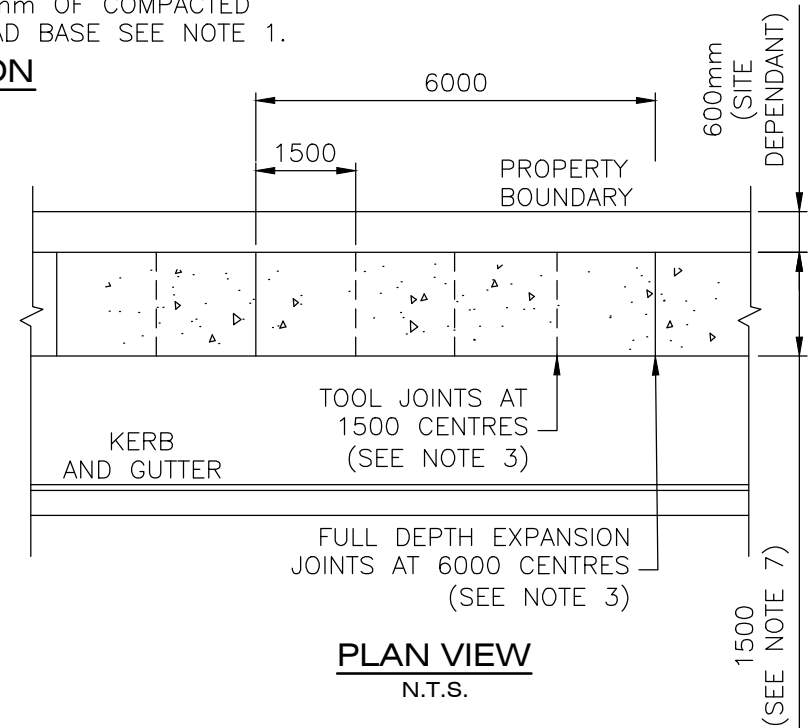 mm OF COMPACTED
AD BASE SEE NOTE 1.
ON
6000
1500
600mm
(SITE
DEPENDANT)
PROPERTY
BOUNDARY
TOOL JOINTS AT
1500 CENTRES
(SEE NOTE 3)
KERB
AND GUTTER
FULL DEPTH EXPANSION
JOINTS AT 6000 CENTRES
(SEE NOTE 3)
1500
(SEE NOTE 7)
PLAN VIEW
N.T.S.